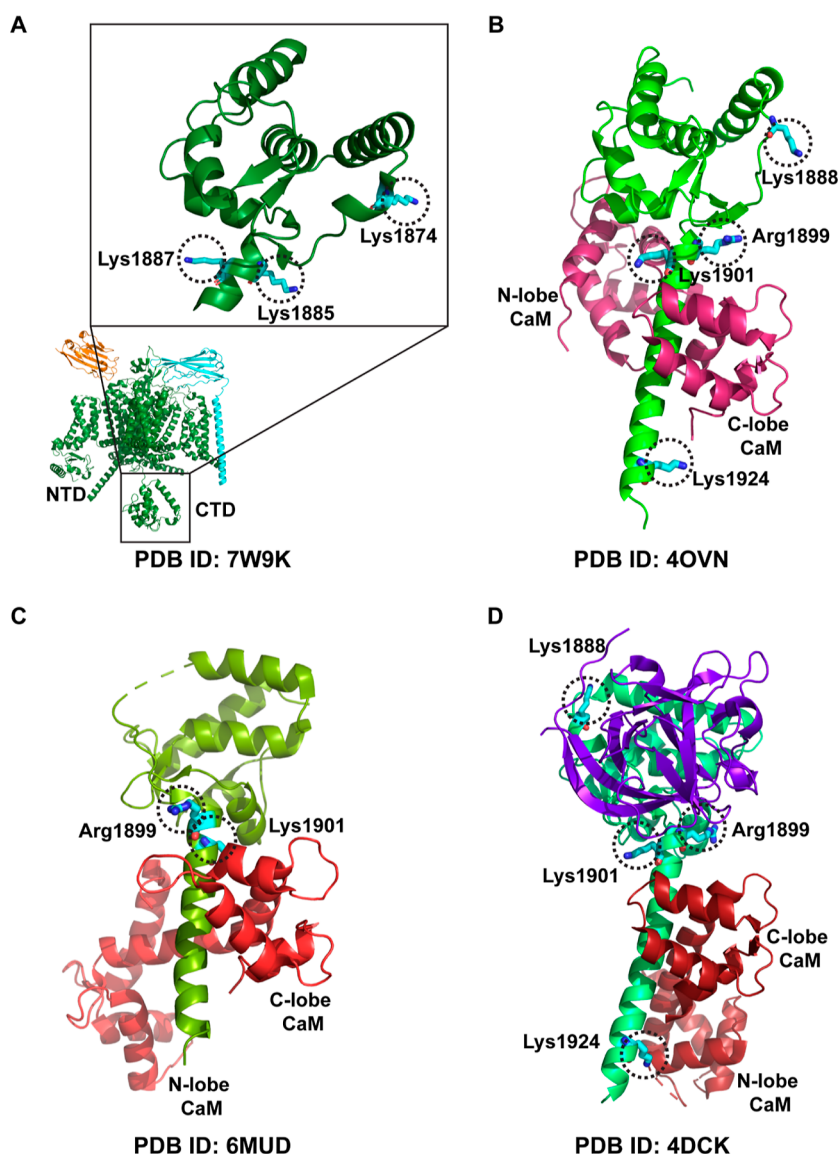 A
Lys1887
Lys1874
Lys1885
NTD
CTD
PDB ID: 7W9K
B
Lys1888
Arg1899
Lys1901
N-lobe
CaM
C-lobe
CaM
Lys1924
PDB ID: 4OVN
C
Arg1899
Lys1901
C-lobe
CaM
N-lobe
CaM
PDB ID: 6MUD
D
Lys1888
Arg1899
Lys1901
C-lobe
CaM
Lys1924
N-lobe
CaM
PDB ID: 4DCK